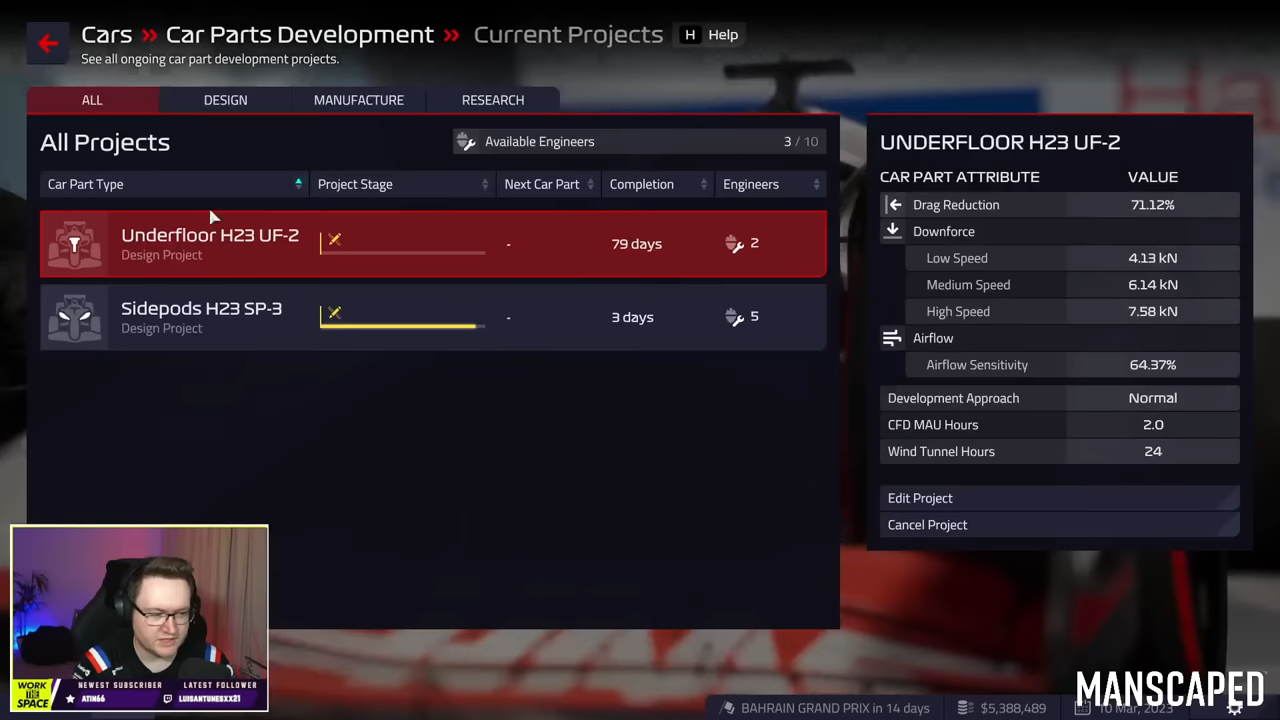 Cars » Car Parts Development » Current Projects H Help
See all ongoing car part development projects.
ALL DESIGN MANUFACTURE RESEARCH
All Projects
Available Engineers 3 / 10
Car Part Type Project Stage Next Car Part Completion Engineers
Underfloor H23 UF-2
Design Project
- 79 days 2
Sidepods H23 SP-3
Design Project
- 3 days 5
UNDERFLOOR H23 UF-2
CAR PART ATTRIBUTE VALUE
Drag Reduction 71.12%
Downforce
Low Speed 4.13 kN
Medium Speed 6.14 kN
High Speed 7.58 kN
Airflow
Airflow Sensitivity 64.37%
Development Approach Normal
CFD MAU Hours 2.0
Wind Tunnel Hours 24
Edit Project
Cancel Project
WORK
THE
SPACE
NEWEST SUBSCRIBER LATEST FOLLOWER
ATIN66 LUISANTUNESXX21
MANSCAPED
BAHRAIN GRAND PRIX in 14 days $5,388,489 10 Mar, 2023